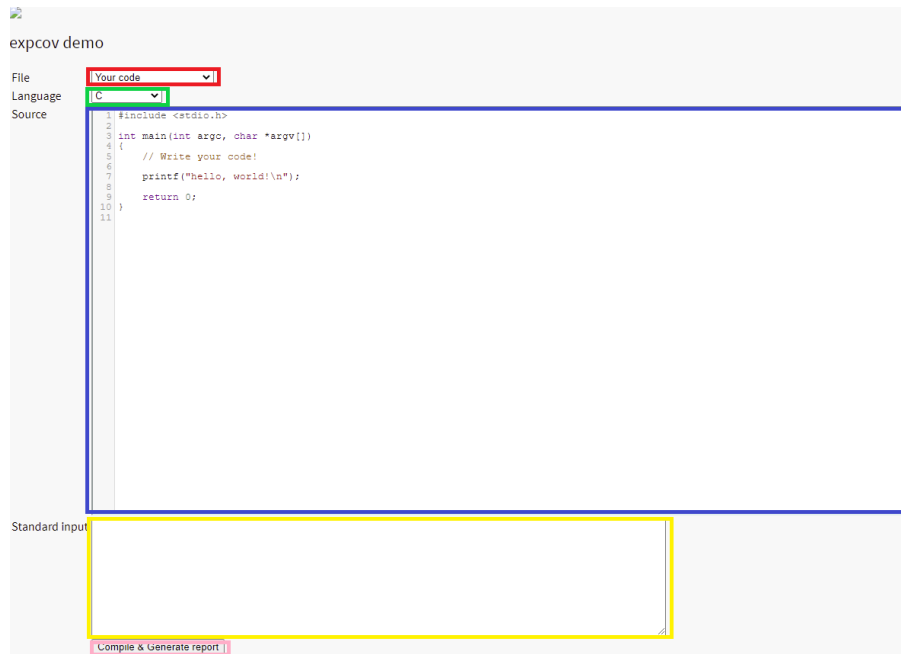 expcov demo
File Your code
Language C
Source
1 #include <stdio.h>
2
3 int main(int argc, char *argv[])
4 {
5 // Write your code!
6
7 printf("hello, world!\n");
8
9 return 0;
10 }
11
Standard input
Compile & Generate report